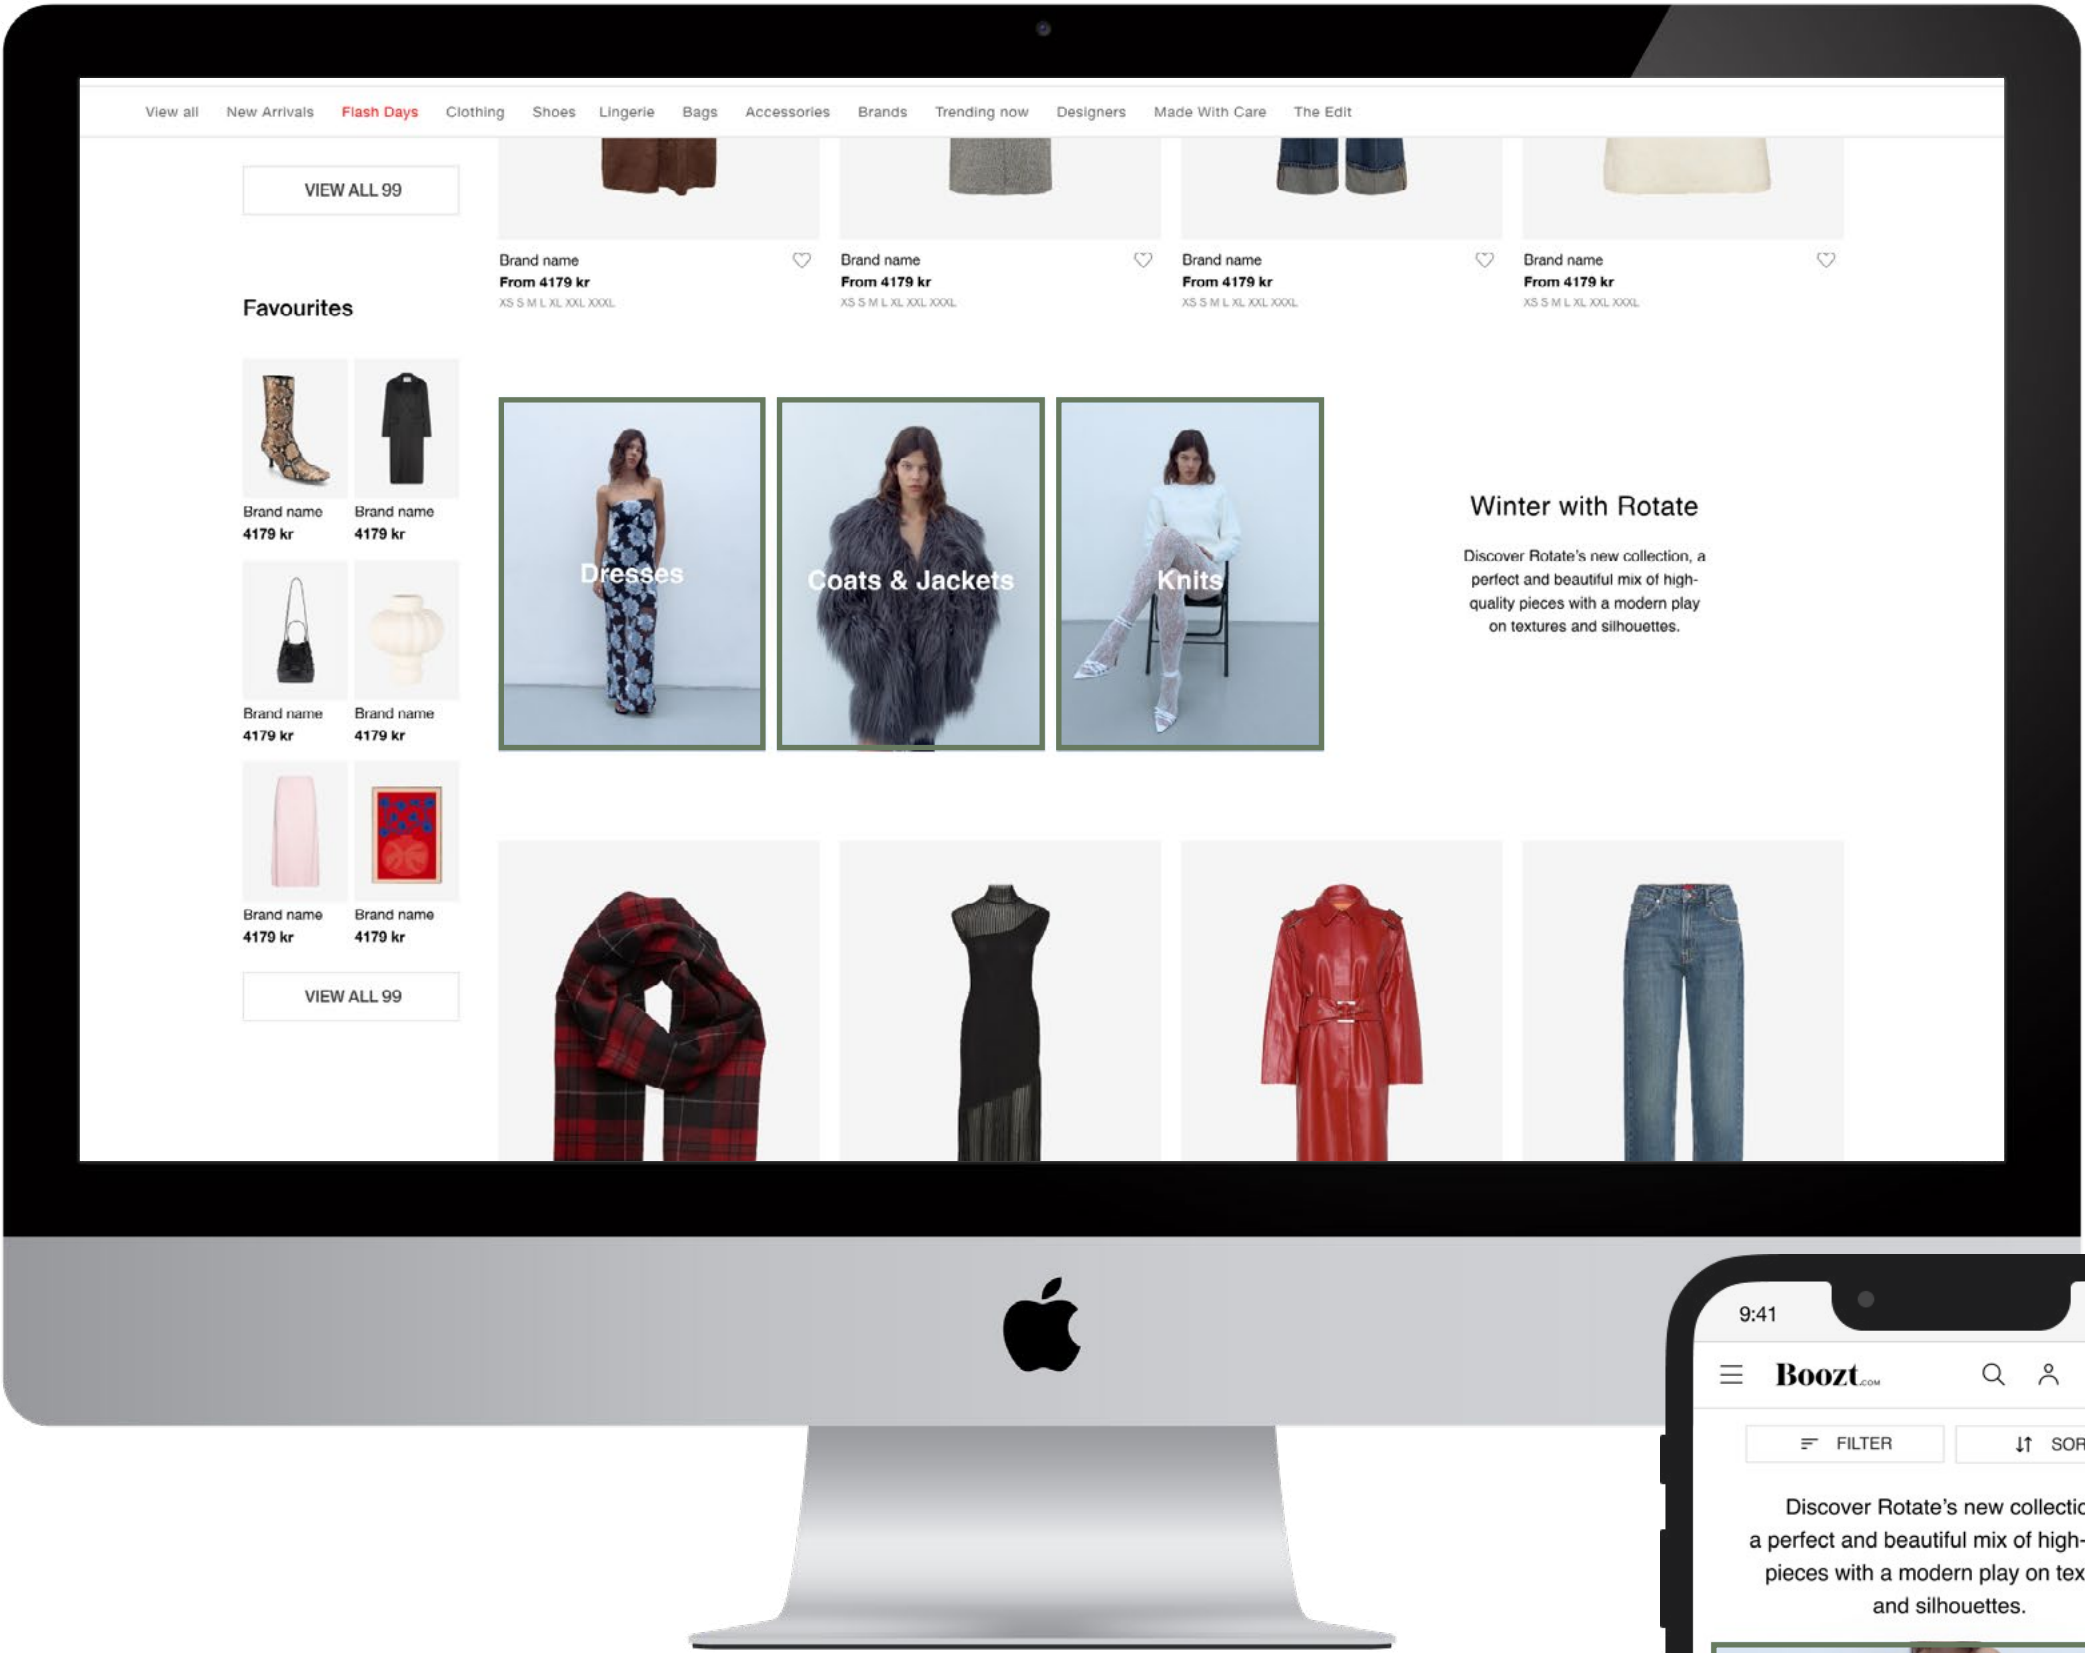 View all New Arrivals Flash Days Clothing Shoes Lingerie Bags Accessories Brands Trending now Designers Made With Care The Edit
VIEW ALL 99
Brand name
From 4179 kr
XS S M L XL XXL XXXL
Brand name
From 4179 kr
XS S M L XL XXL XXXL
Brand name
From 4179 kr
XS S M L XL XXL XXXL
Brand name
From 4179 kr
XS S M L XL XXL XXXL
Favourites
Brand name
4179 kr
Brand name
4179 kr
Brand name
4179 kr
Brand name
4179 kr
Brand name
4179 kr
Brand name
4179 kr
VIEW ALL 99
Dresses
Coats & Jackets
Knits
Winter with Rotate
Discover Rotate's new collection, a
perfect and beautiful mix of high-
quality pieces with a modern play
on textures and silhouettes.
9:41
Boozt.COM
FILTER
SOR
Discover Rotate's new collectio
a perfect and beautiful mix of high-
pieces with a modern play on tex
and silhouettes.